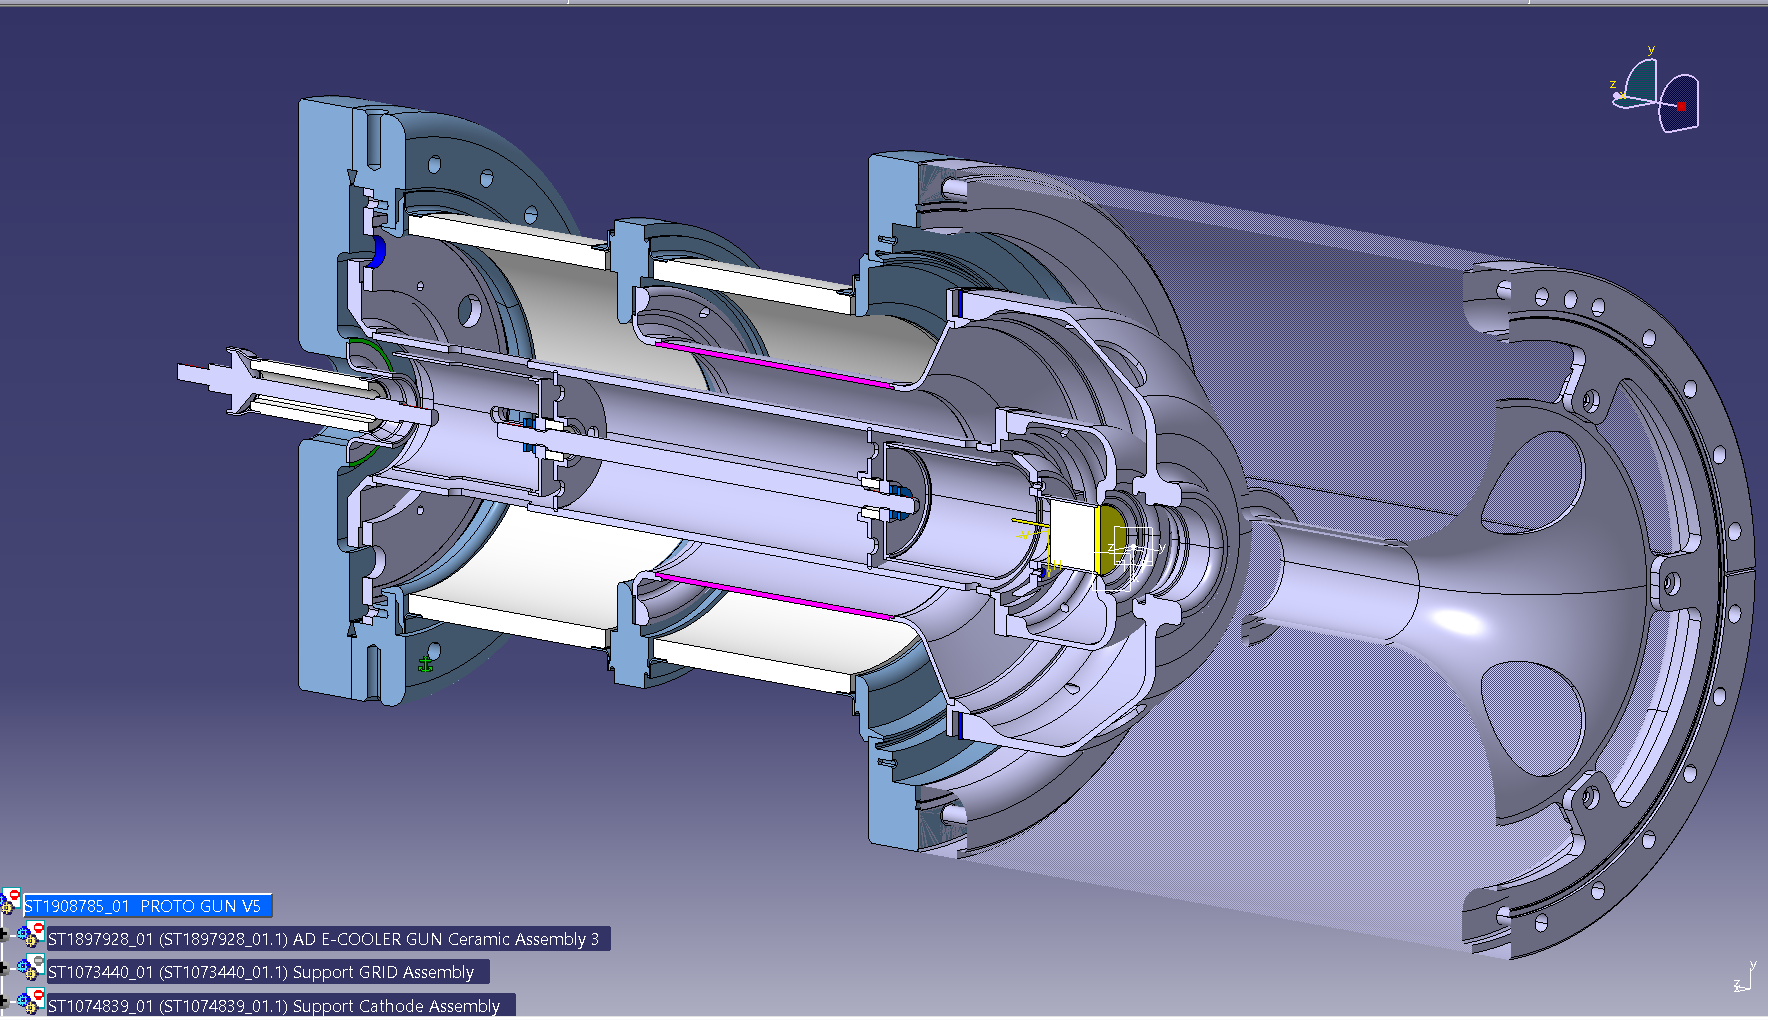 y
z
x
z
y
H
ST1908785_01 PROTO GUN V5
ST1897928_01 (ST1897928_01.1) AD E-COOLER GUN Ceramic Assembly 3
ST1073440_01 (ST1073440_01.1) Support GRID Assembly
ST1074839_01 (ST1074839_01.1) Support Cathode Assembly
y
z